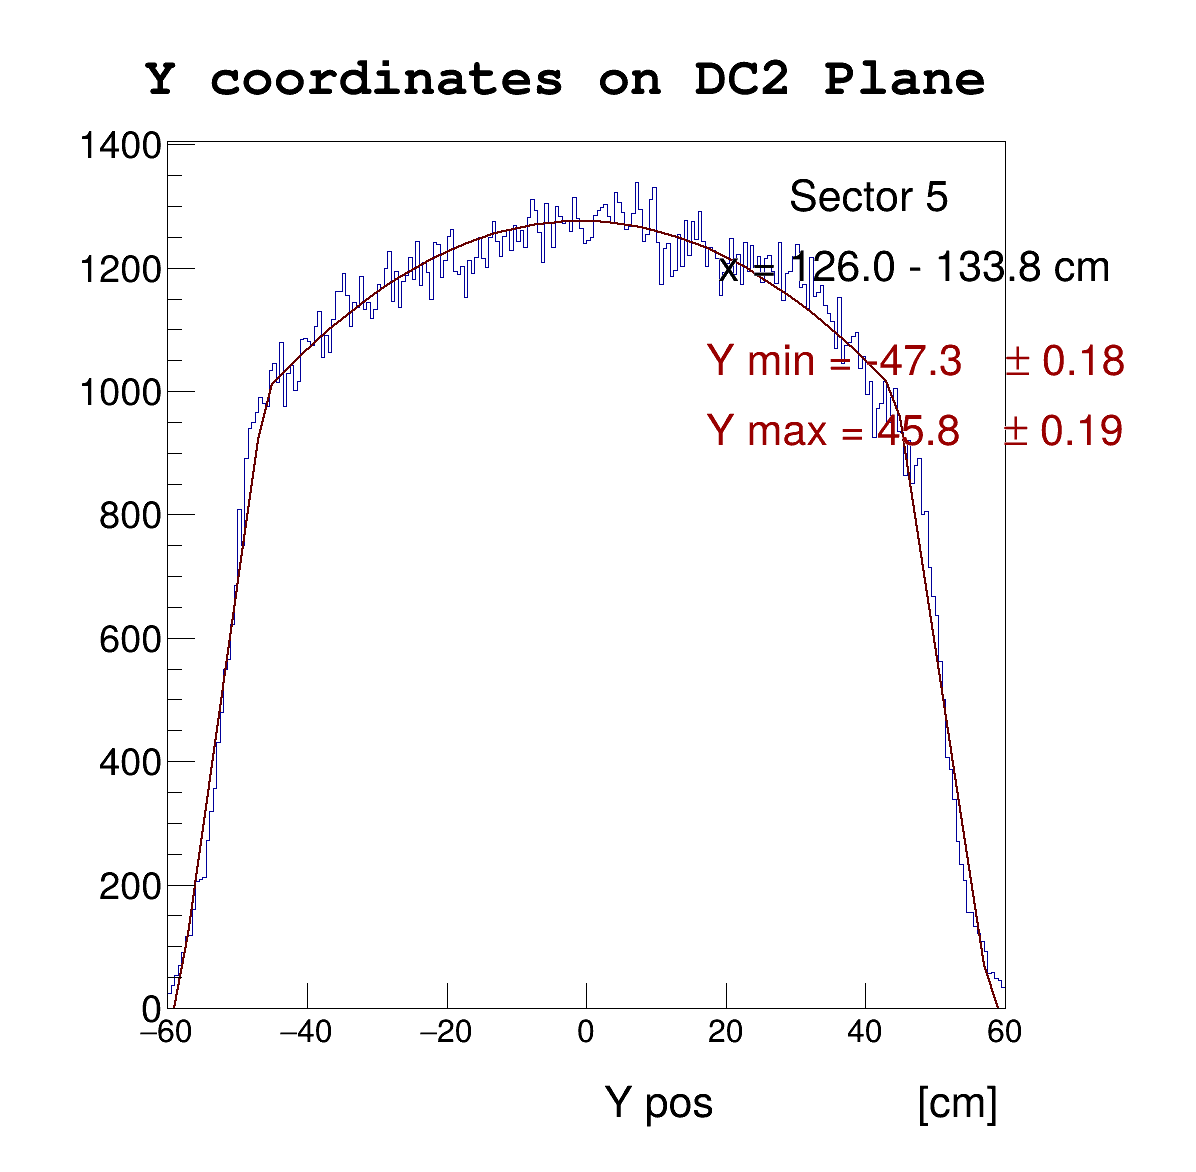 Y coordinates on DC2 Plane
1400
1200
1000
800
600
400
200
0
Sector 5
x = 126.0 - 133.8 cm
Y min = -47.3 ± 0.18
Y max = 45.8 ± 0.19
−60 −40 −20 0 20 40 60
Y pos [cm]